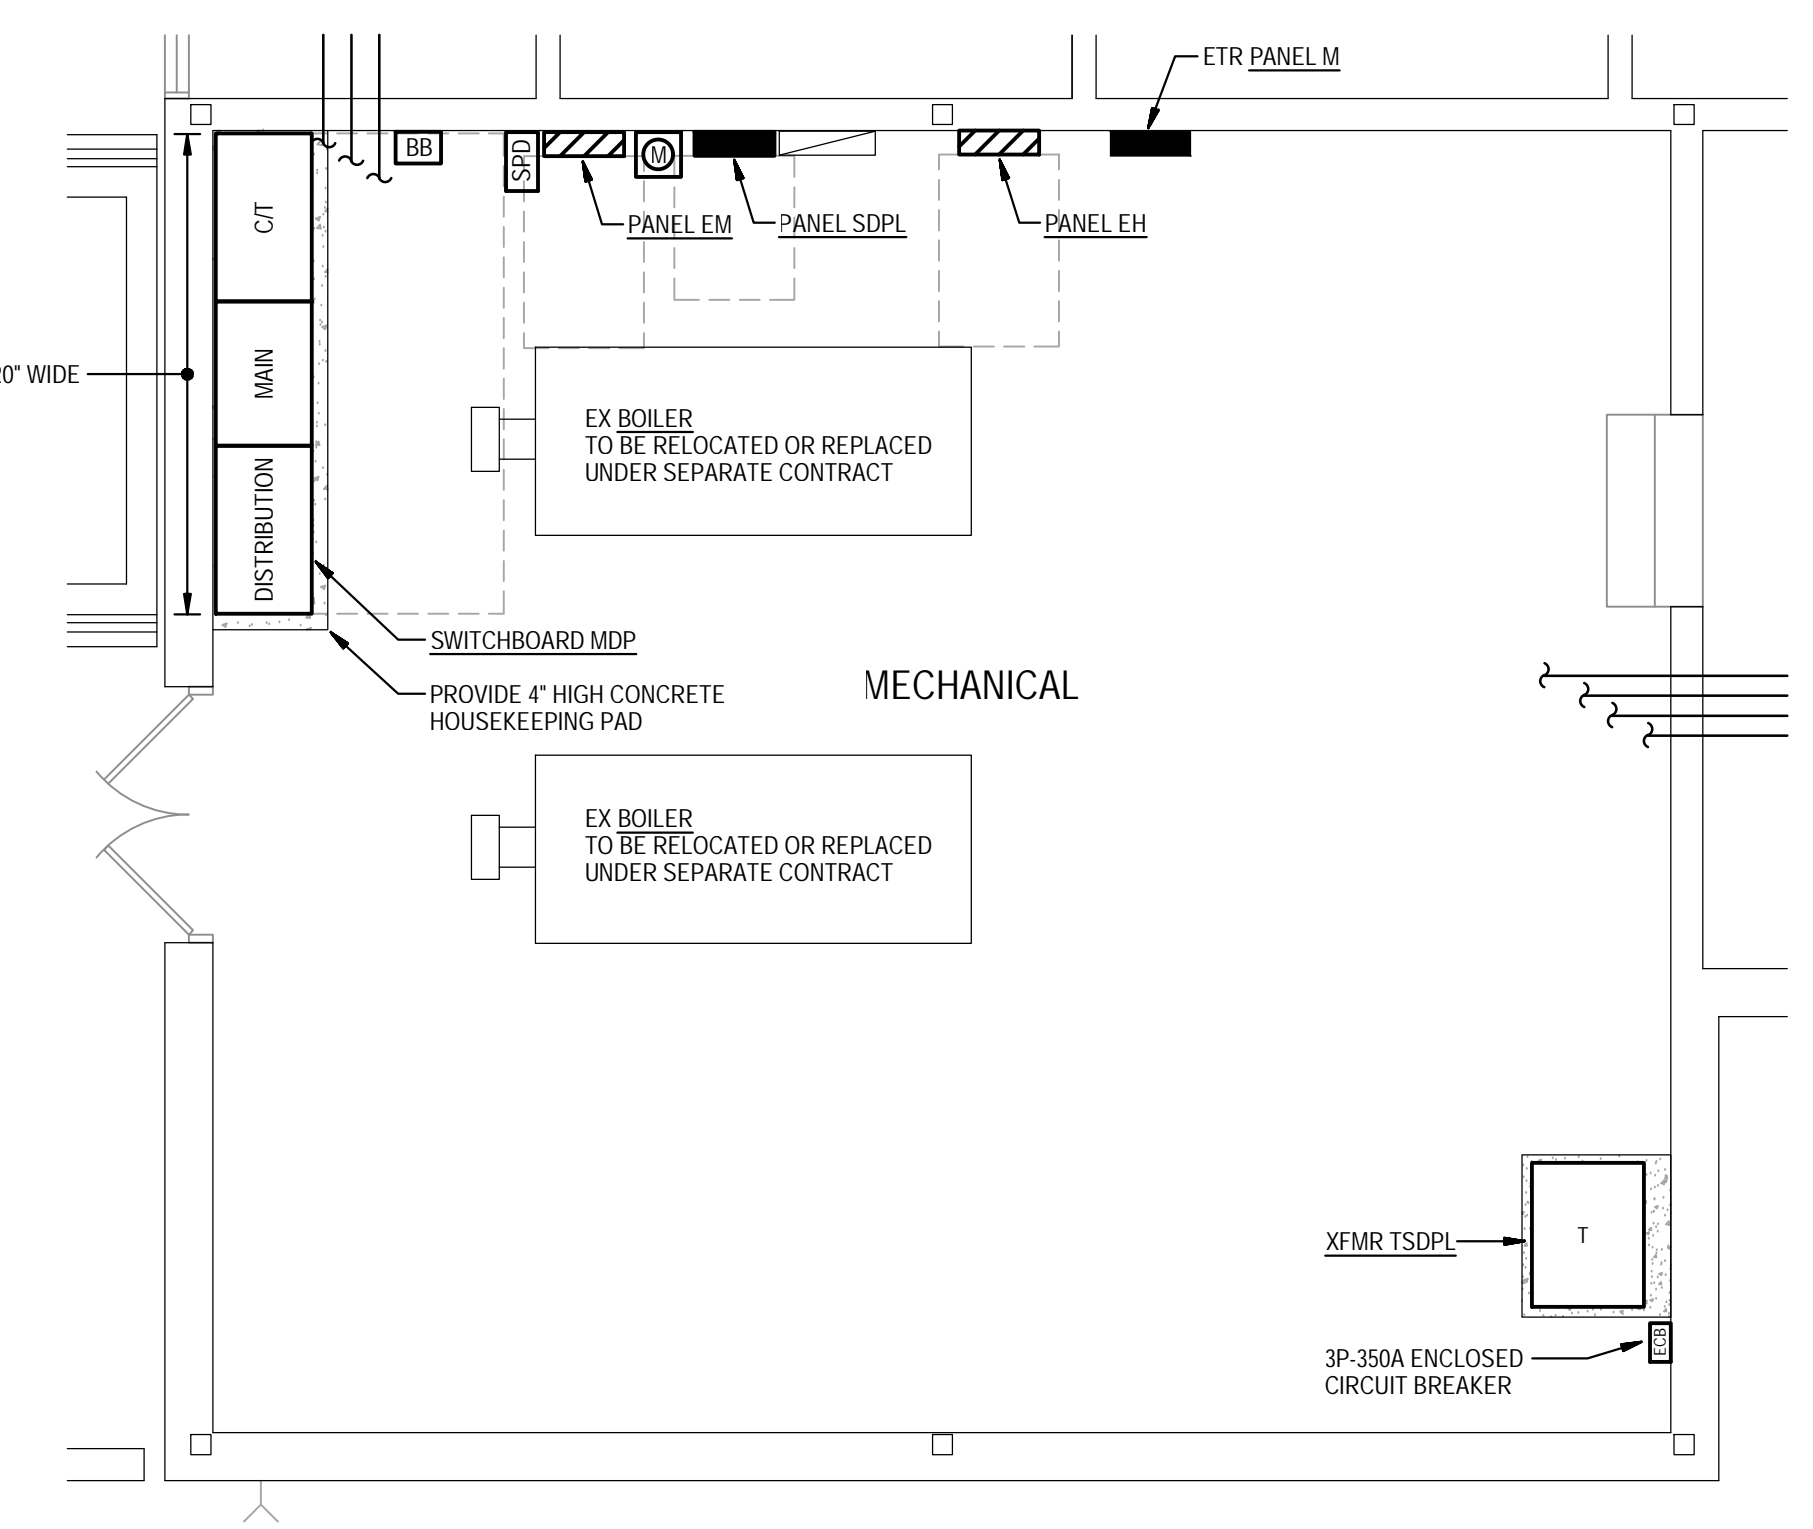 ETR PANEL M
BB
SPD
M
C/T
PANEL EM
PANEL SDPL
PANEL EH
MAIN
0" WIDE
EX BOILER
TO BE RELOCATED OR REPLACED
UNDER SEPARATE CONTRACT
DISTRIBUTION
SWITCHBOARD MDP
MECHANICAL
PROVIDE 4" HIGH CONCRETE
HOUSEKEEPING PAD
EX BOILER
TO BE RELOCATED OR REPLACED
UNDER SEPARATE CONTRACT
XFMR TSDPL
T
ECB
3P-350A ENCLOSED
CIRCUIT BREAKER